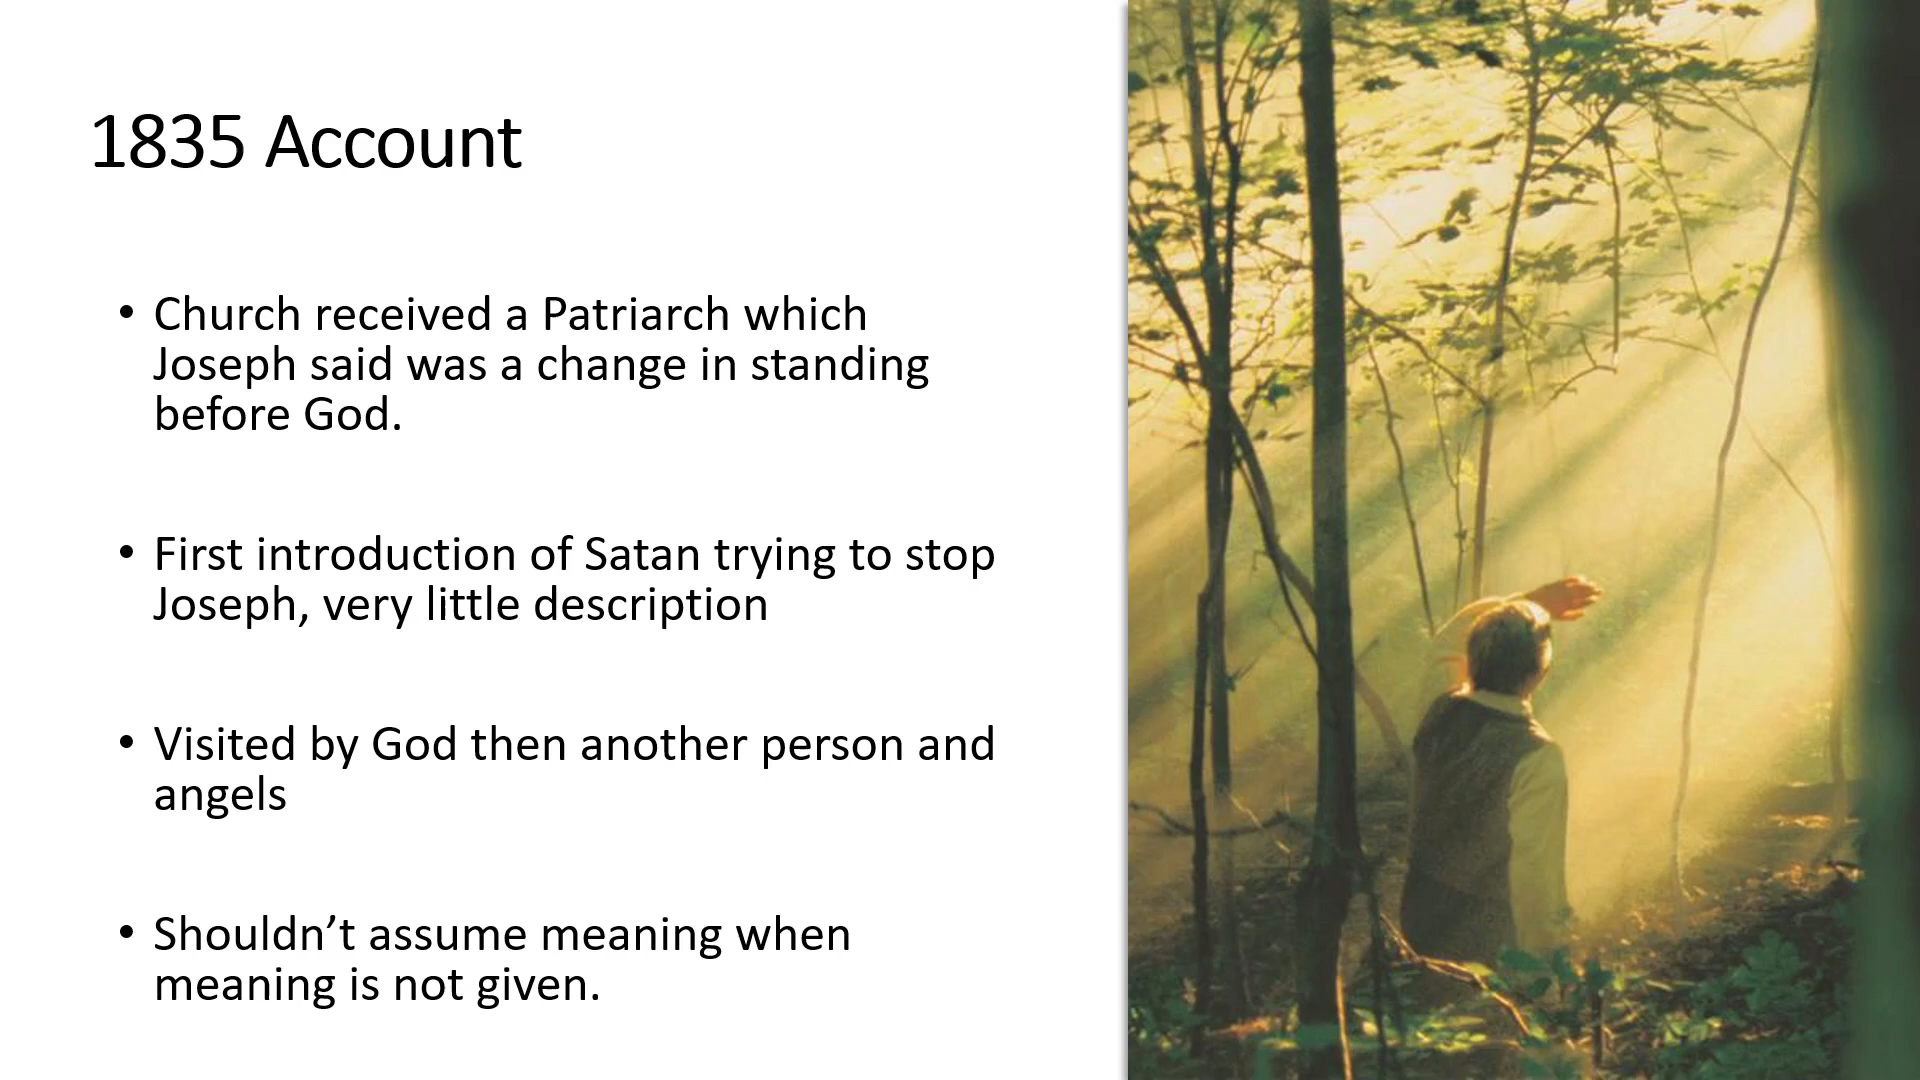 1835 Account
• Church received a Patriarch which
Joseph said was a change in standing
before God.
• First introduction of Satan trying to stop
Joseph, very little description
• Visited by God then another person and
angels
• Shouldn’t assume meaning when
meaning is not given.